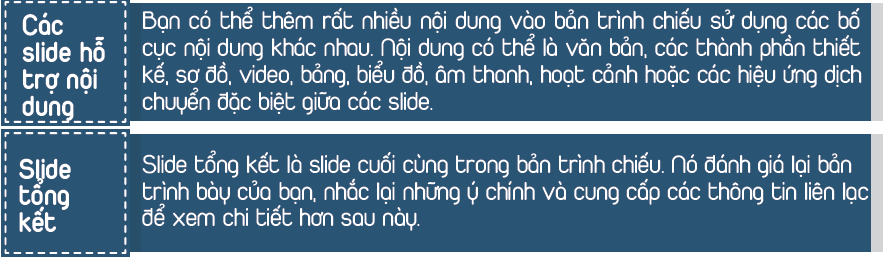 Các
slide hỗ
trợ nội
dung
Bạn có thể thêm rất nhiều nội dung vào bản trình chiếu sử dụng các bố
cục nội dung khác nhau. Nội dung có thể là văn bản, các thành phần thiết
kế, sơ đồ, video, bảng, biểu đồ, âm thanh, hoạt cảnh hoặc các hiệu ứng dịch
chuyển đặc biệt giữa các slide.
Slide
tổng
kết
Slide tổng kết là slide cuối cùng trong bản trình chiếu. Nó đánh giá lại bản
trình bày của bạn, nhắc lại những ý chính và cung cấp các thông tin liên lạc
để xem chi tiết hơn sau này.